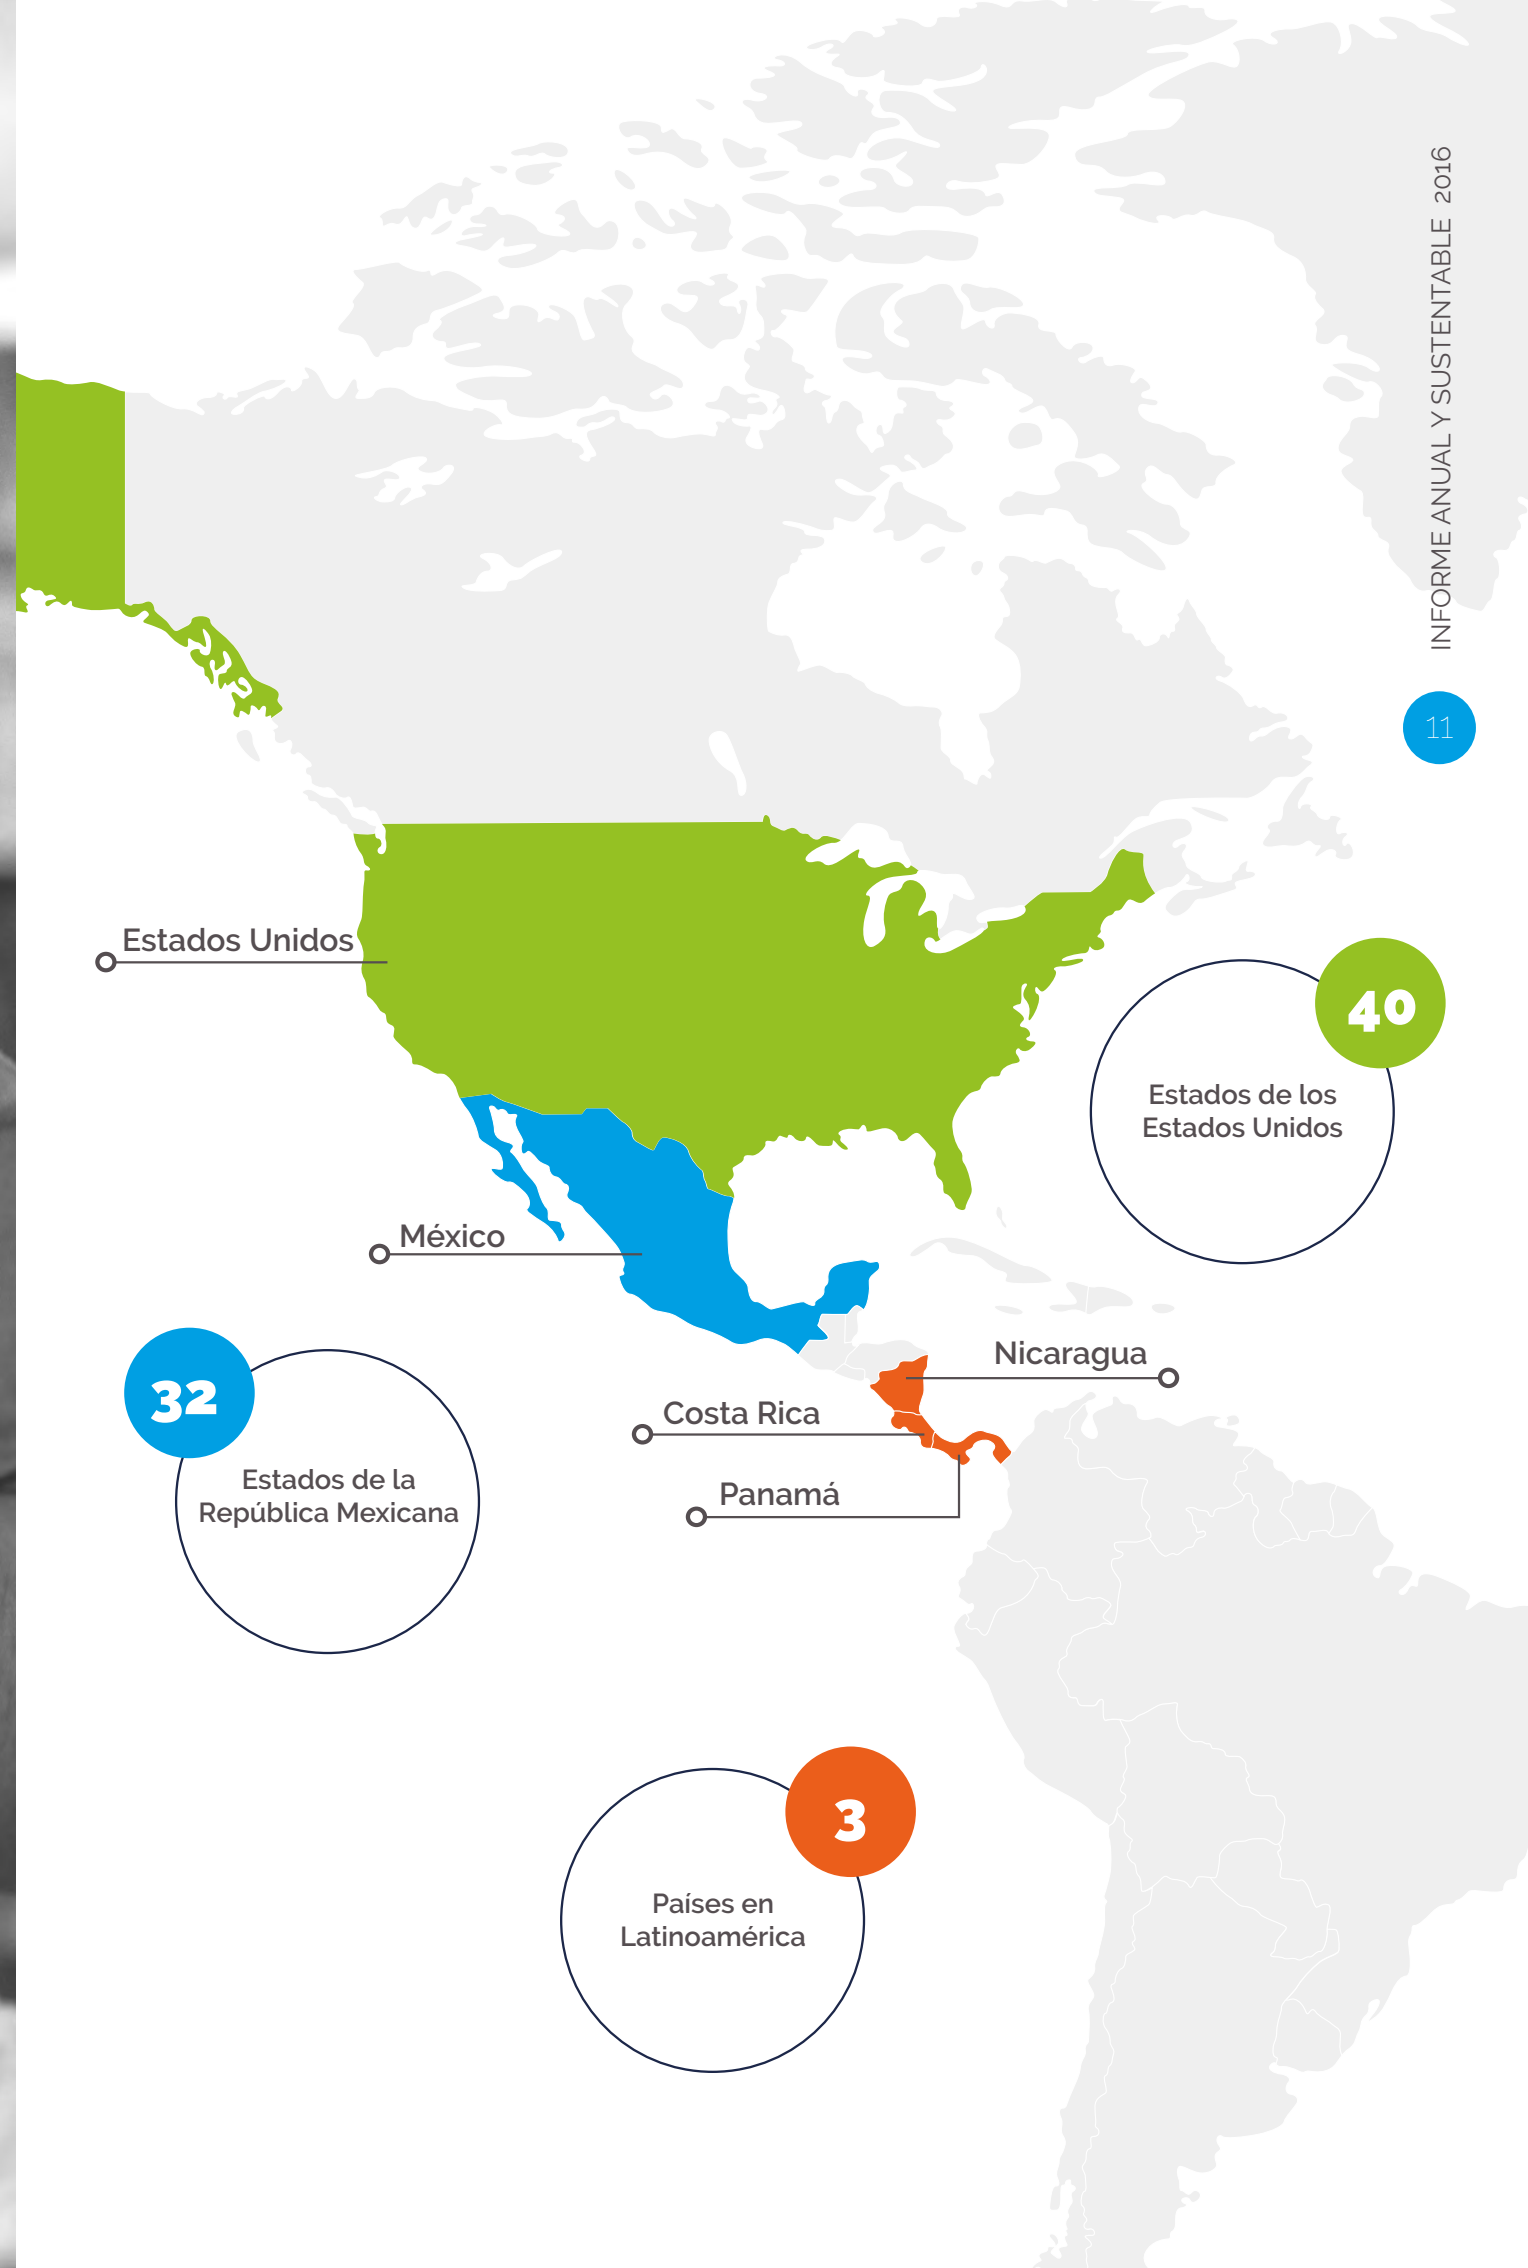 INFORME ANUAL Y SUSTENTABLE 2016
11
Estados Unidos
40
Estados de los
Estados Unidos
México
Nicaragua
32
Costa Rica
Estados de la
República Mexicana
Panamá
3
Países en
Latinoamérica